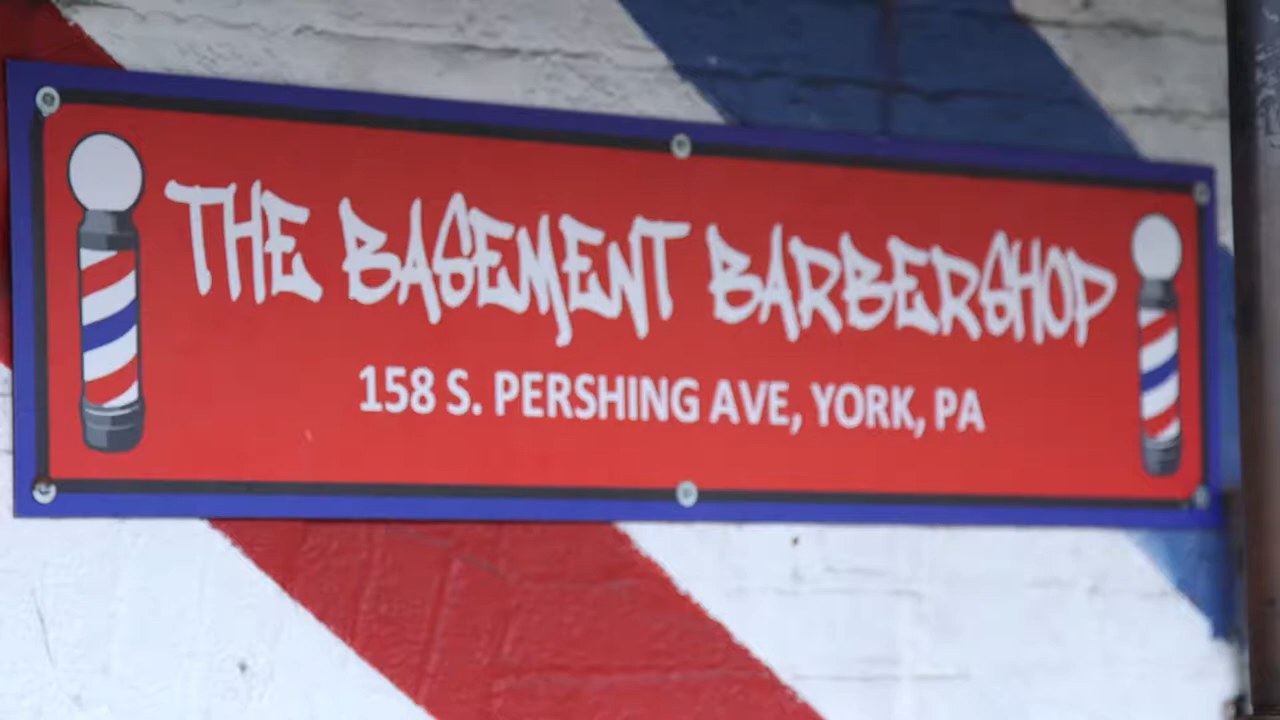 THE BASEMENT BARBERSHOP
158 S. PERSHING AVE, YORK, PA